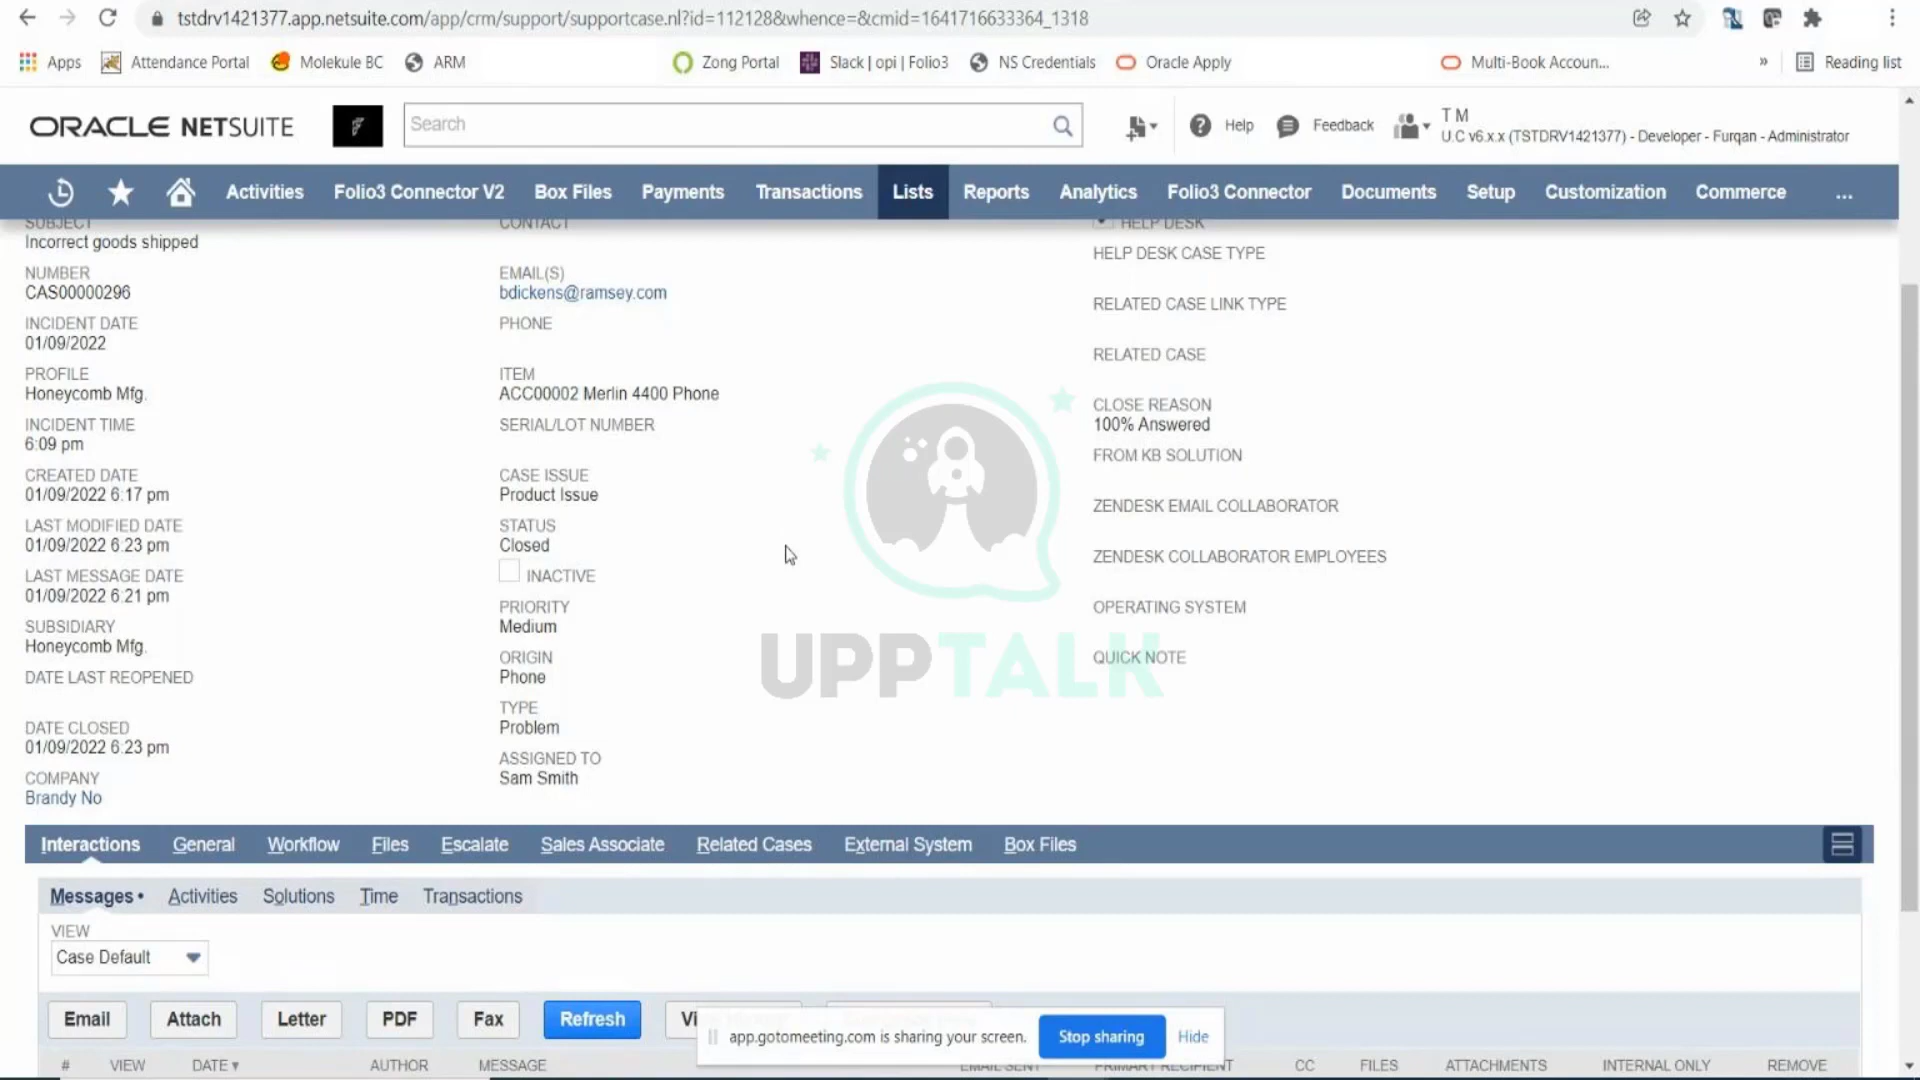 tstdrv1421377.app.netsuite.com/app/crm/support/supportcase.nl?id=112128&whence=&cmid=1641716633364_1318
Apps
Attendance Portal
Molekule BC
ARM
Zong Portal
Slack | opi | Folio3
NS Credentials
Oracle Apply
Multi-Book Accoun...
»
Reading list
ORACLE NETSUITE
Search
Help
Feedback
T M
U.C v6.x.x (TSTDRV1421377) - Developer - Furqan - Administrator
Activities
Folio3 Connector V2
Box Files
Payments
Transactions
Lists
Reports
Analytics
Folio3 Connector
Documents
Setup
Customization
Commerce
...
SUBJECT
Incorrect goods shipped
NUMBER
CAS00000296
INCIDENT DATE
01/09/2022
PROFILE
Honeycomb Mfg.
INCIDENT TIME
6:09 pm
CREATED DATE
01/09/2022 6:17 pm
LAST MODIFIED DATE
01/09/2022 6:23 pm
LAST MESSAGE DATE
01/09/2022 6:21 pm
SUBSIDIARY
Honeycomb Mfg.
DATE LAST REOPENED
DATE CLOSED
01/09/2022 6:23 pm
COMPANY
Brandy No
CONTACT
EMAIL(S)
bdickens@ramsey.com
PHONE
ITEM
ACC00002 Merlin 4400 Phone
SERIAL/LOT NUMBER
CASE ISSUE
Product Issue
STATUS
Closed
INACTIVE
PRIORITY
Medium
ORIGIN
Phone
TYPE
Problem
ASSIGNED TO
Sam Smith
HELP DESK
HELP DESK CASE TYPE
RELATED CASE LINK TYPE
RELATED CASE
CLOSE REASON
100% Answered
FROM KB SOLUTION
ZENDESK EMAIL COLLABORATOR
ZENDESK COLLABORATOR EMPLOYEES
OPERATING SYSTEM
QUICK NOTE
UPPTALK
Interactions
General
Workflow
Files
Escalate
Sales Associate
Related Cases
External System
Box Files
Messages •
Activities
Solutions
Time
Transactions
VIEW
Case Default
Email
Attach
Letter
PDF
Fax
Refresh
app.gotomeeting.com is sharing your screen.
Stop sharing
Hide
#
VIEW
DATE ▼
AUTHOR
MESSAGE
EMAIL SENT
PRIMARY RECIPIENT
CC
FILES
ATTACHMENTS
INTERNAL ONLY
REMOVE